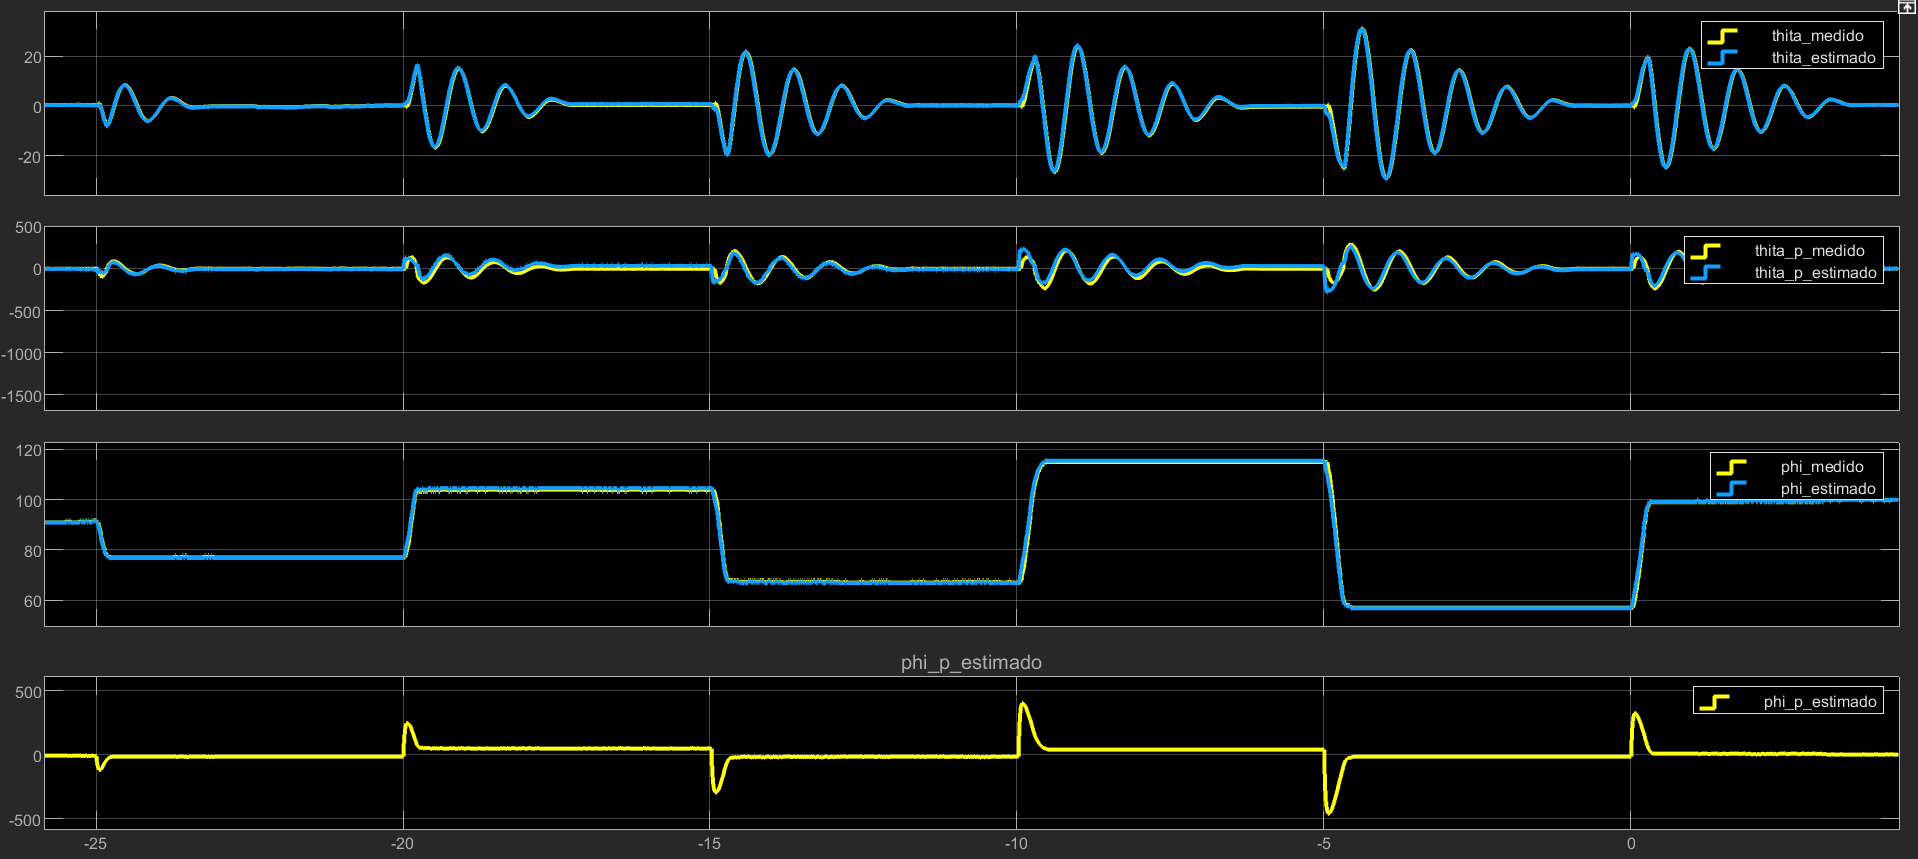 20
0
-20
thita_medido
thita_estimado
500
0
-500
-1000
-1500
thita_p_medido
thita_p_estimado
120
100
80
60
phi_medido
phi_estimado
phi_p_estimado
500
0
-500
phi_p_estimado
-25
-20
-15
-10
-5
0